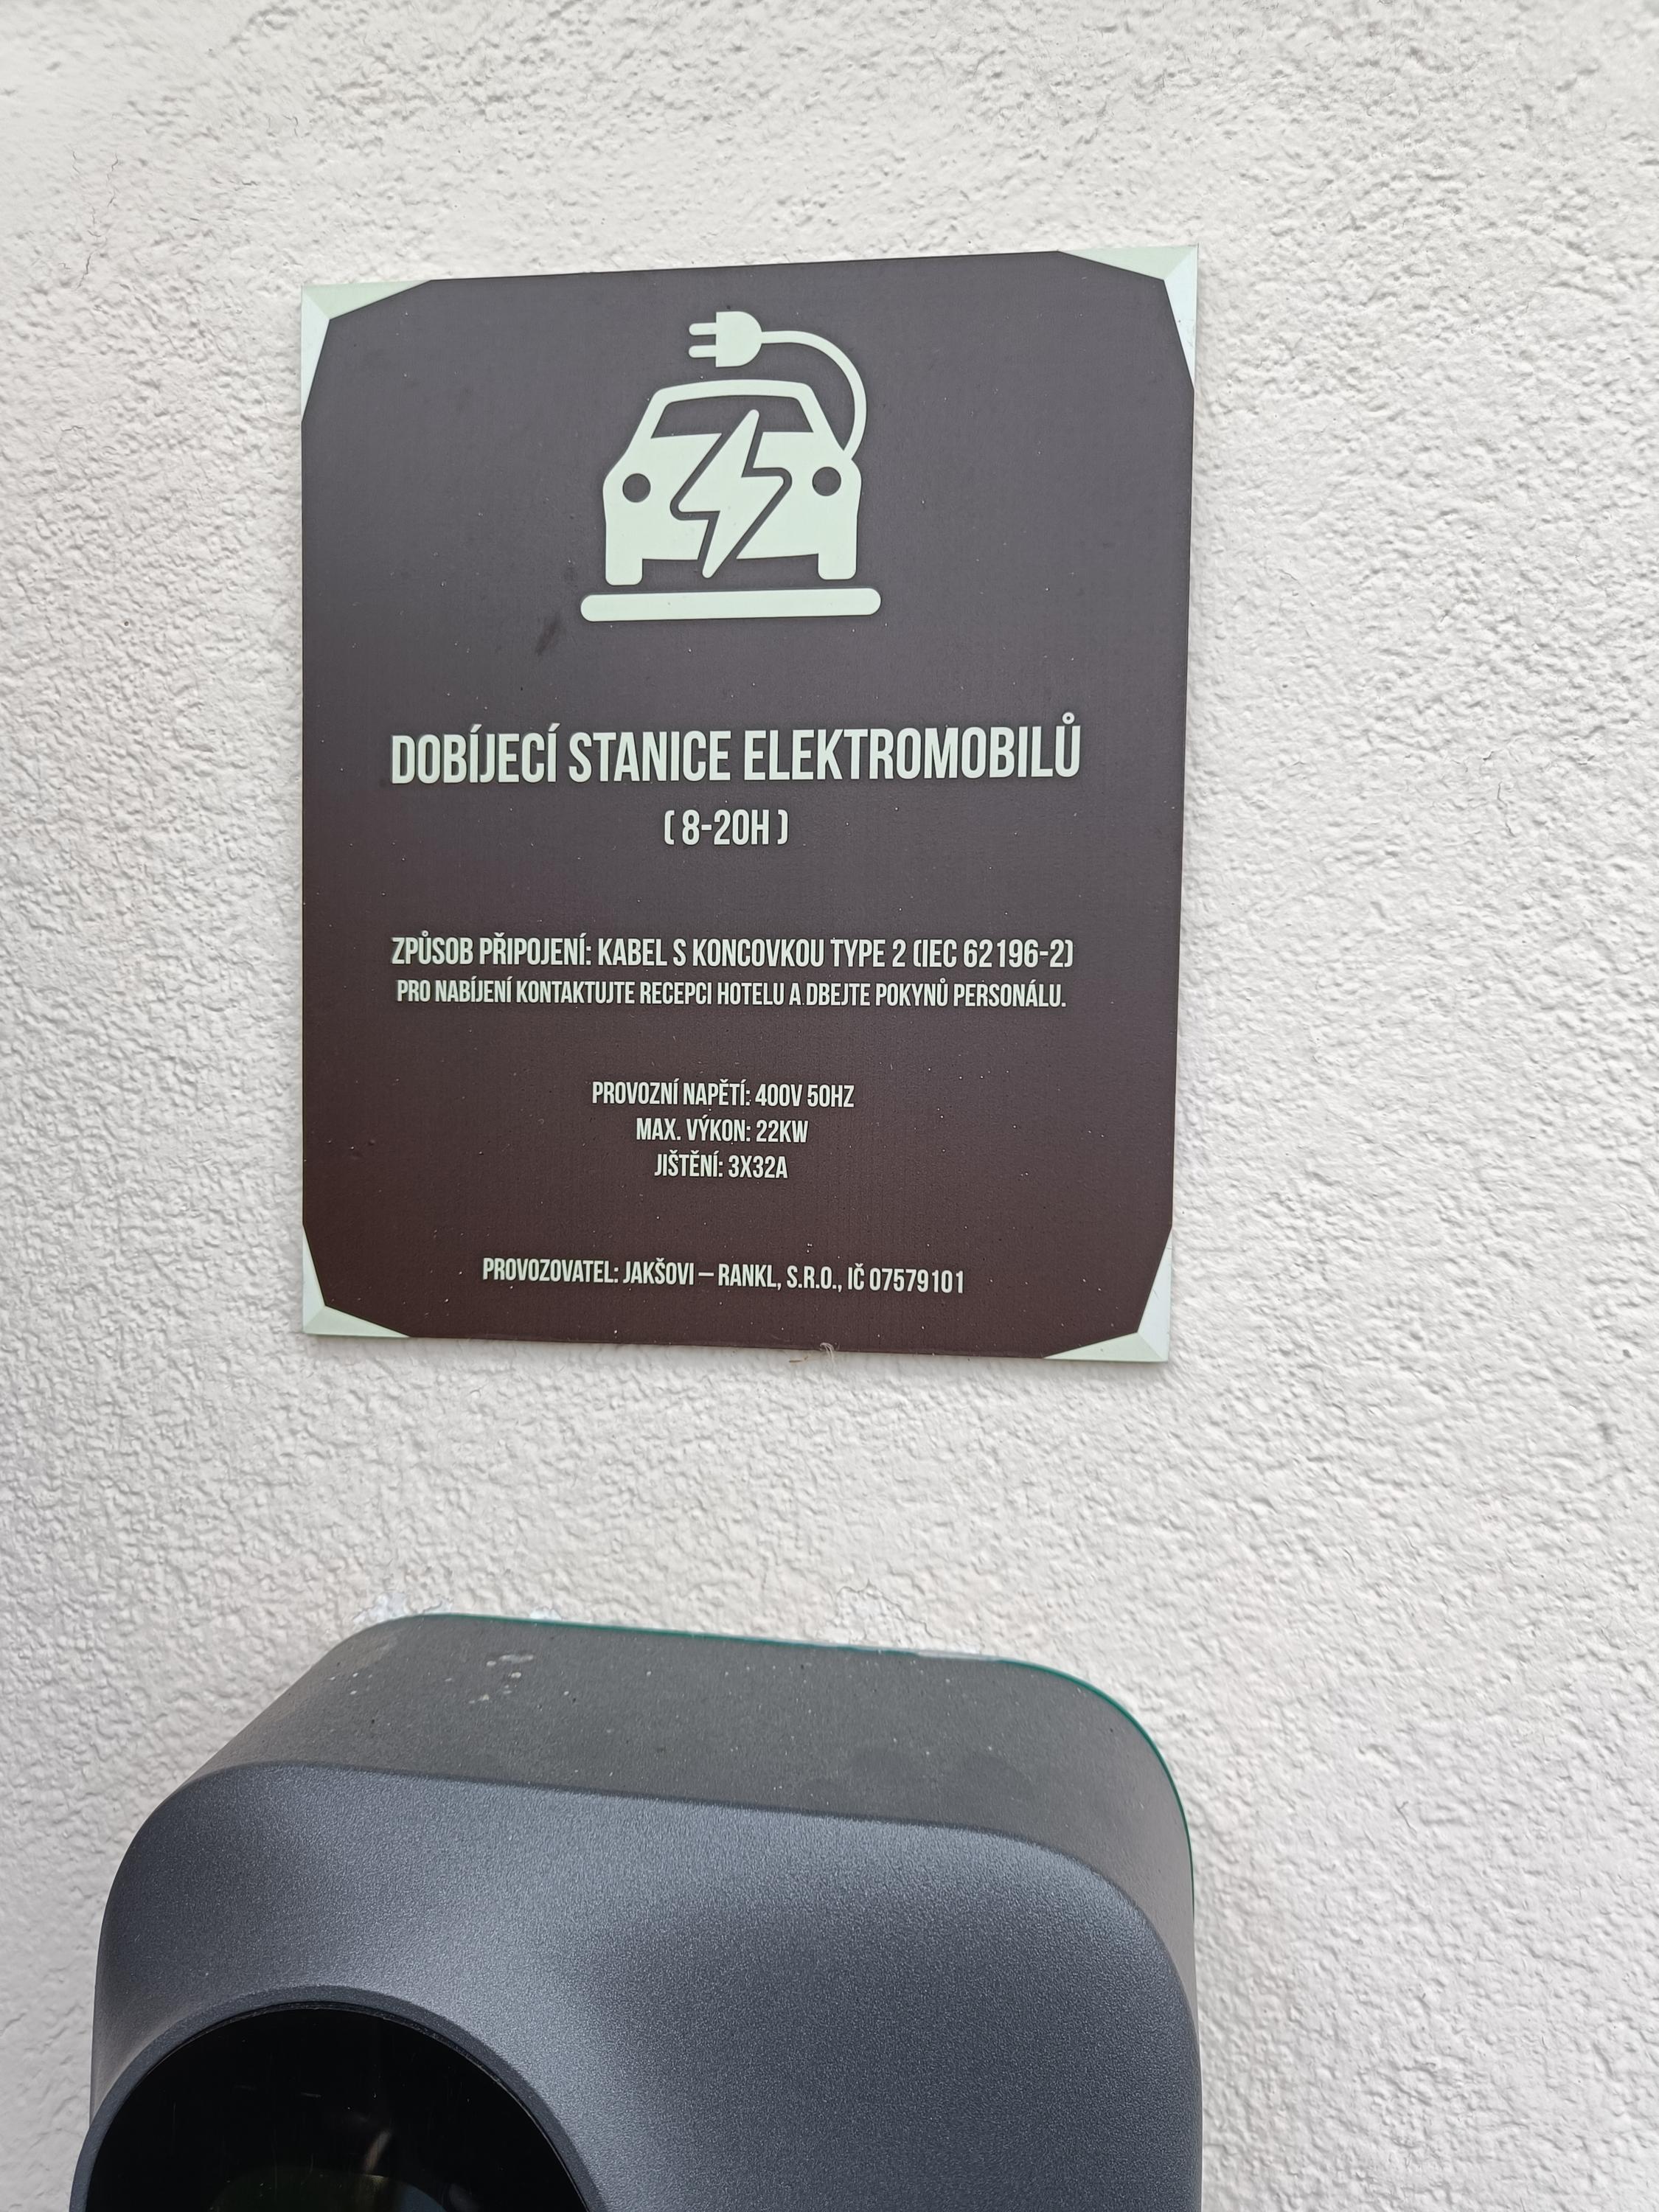 DOBÍJECÍ STANICE ELEKTROMOBILŮ
( 8-20H )
ZPŮSOB PŘIPOJENÍ: KABEL S KONCOVKOU TYPE 2 (IEC 62196-2)
PRO NABÍJENÍ KONTAKTUJTE RECEPCI HOTELU A DBEJTE POKYNŮ PERSONÁLU.
PROVOZNÍ NAPĚTÍ: 400V 50HZ
MAX. VÝKON: 22KW
JIŠTĚNÍ: 3X32A
PROVOZOVATEL: JAKŠOVI – RANKL, S.R.O., IČ 07579101